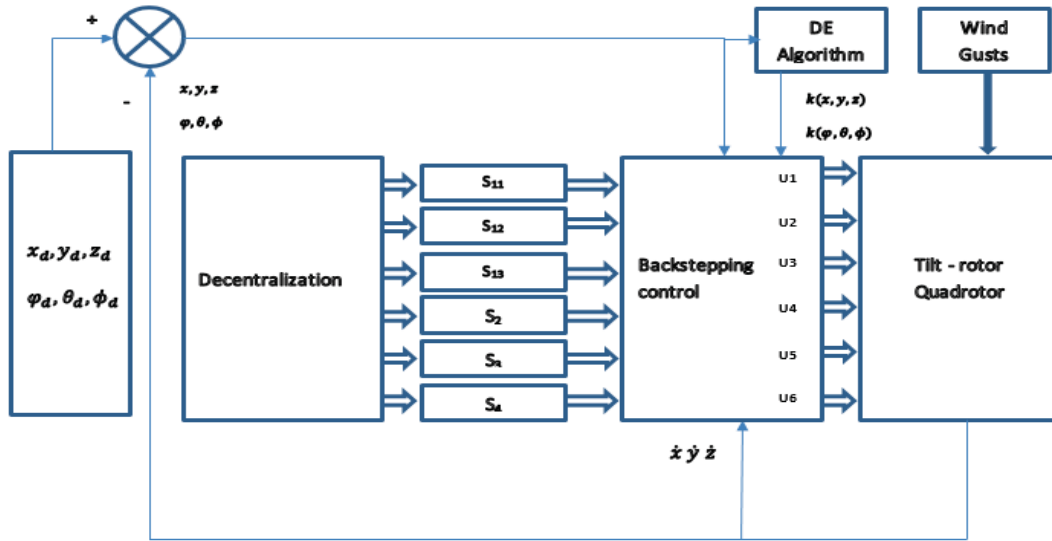 +
-
DE
Algorithm
Wind
Gusts
x, y, z
φ, θ, ϕ
k(x, y, z)
k(φ, θ, ϕ)
x_d, y_d, z_d
φ_d, θ_d, ϕ_d
Decentralization
S₁₁
S₁₂
S₁₃
S₂
S₃
S₄
Backstepping
control
U1
U2
U3
U4
U5
U6
Tilt - rotor
Quadrotor
ẋ ẏ ż